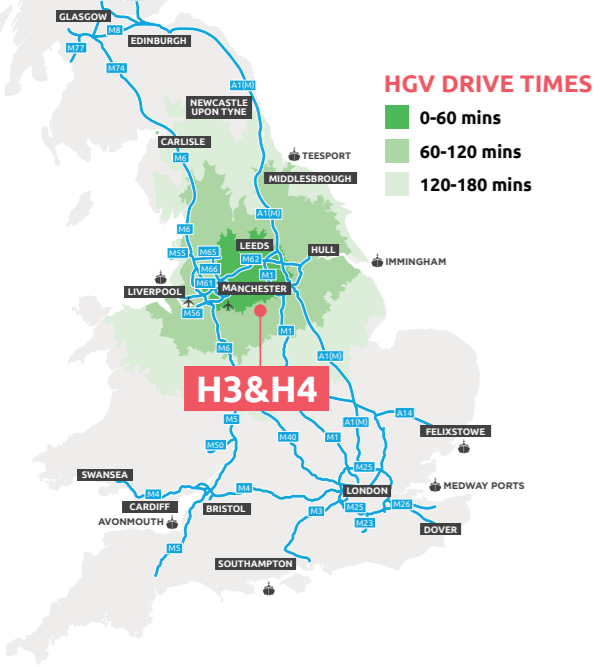 GLASGOW
M8
EDINBURGH
M77
M74
A1(M)
HGV DRIVE TIMES
0-60 mins
60-120 mins
120-180 mins
NEWCASTLE
UPON TYNE
CARLISLE
M6
TEESPORT
MIDDLESBROUGH
A1(M)
M6
LEEDS
HULL
M55
M65
M62
IMMINGHAM
M66
M1
M61
MANCHESTER
LIVERPOOL
M56
M1
M6
A1(M)
H3&H4
M5
A14
A1(M)
FELIXSTOWE
M40
M1
M50
M25
SWANSEA
M4
M4
LONDON
MEDWAY PORTS
CARDIFF
BRISTOL
M3
M25
M26
AVONMOUTH
M23
DOVER
M5
SOUTHAMPTON